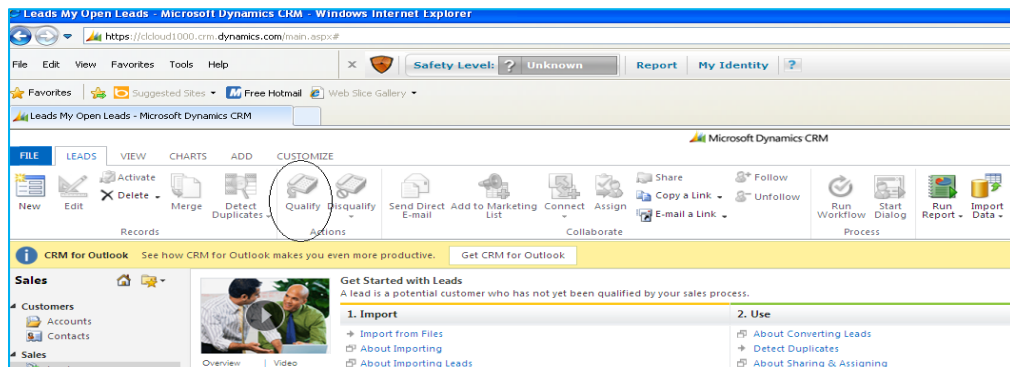 Leads My Open Leads - Microsoft Dynamics CRM - Windows Internet Explorer
https://clcloud1000.crm.dynamics.com/main.aspx#
File Edit View Favorites Tools Help x Safety Level: ? Unknown Report My Identity ?
Favorites Suggested Sites Free Hotmail Web Slice Gallery
Leads My Open Leads - Microsoft Dynamics CRM
Microsoft Dynamics CRM
FILE LEADS VIEW CHARTS ADD CUSTOMIZE
New
Edit
Activate
Delete
Merge
Detect
Duplicates
Records
Qualify
Disqualify
Actions
Send Direct
E-mail
Add to Marketing
List
Connect
Assign
Share
Copy a Link
E-mail a Link
Collaborate
Follow
Unfollow
Run
Workflow
Start
Dialog
Process
Run
Report
Import
Data
CRM for Outlook See how CRM for Outlook makes you even more productive. Get CRM for Outlook
Sales
Customers
Accounts
Contacts
Sales
Overview Video
Get Started with Leads
A lead is a potential customer who has not yet been qualified by your sales process.
1. Import
Import from Files
About Importing
About Importing Leads
2. Use
About Converting Leads
Detect Duplicates
About Sharing & Assigning